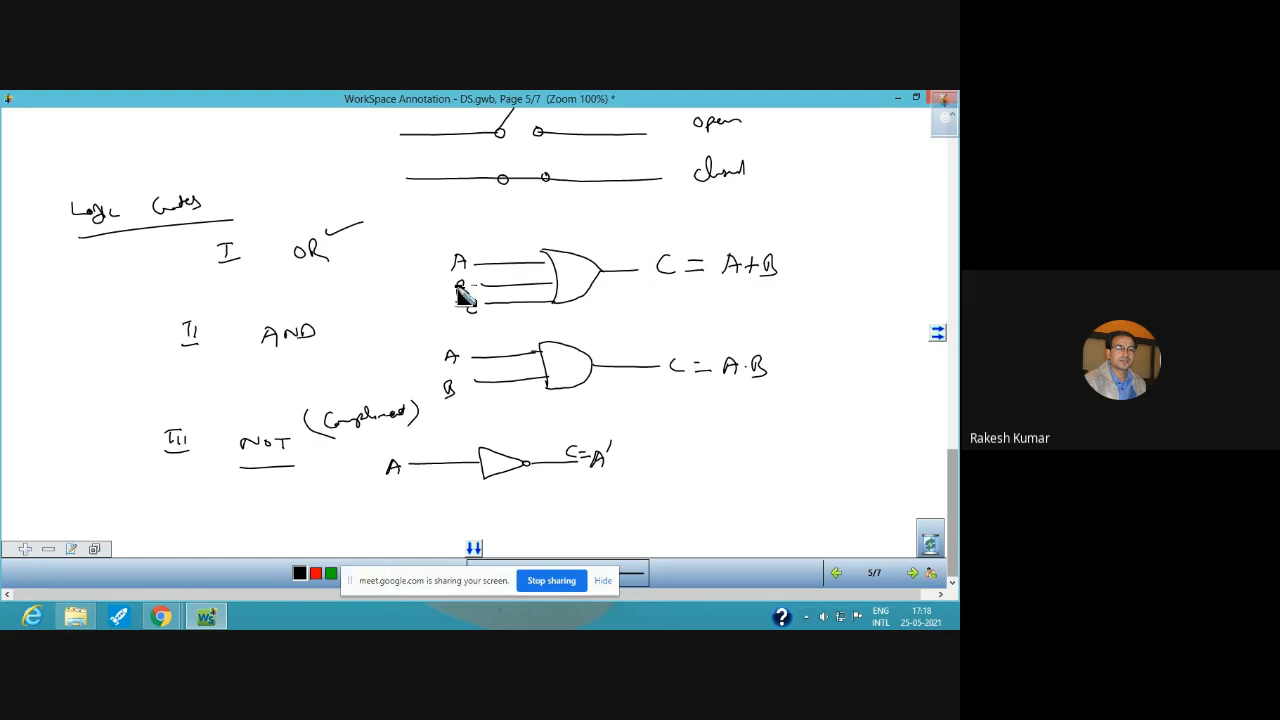 WorkSpace Annotation - DS.gwb, Page 5/7 (Zoom 100%) *
open
closed
Logic Gates
I OR
A
B
C
C = A+B
II AND
A
B
C = A·B
III NOT (Compliment)
A
C=A'
Rakesh Kumar
5/7
meet.google.com is sharing your screen. Stop sharing Hide
ENG
INTL
17:18
25-05-2021